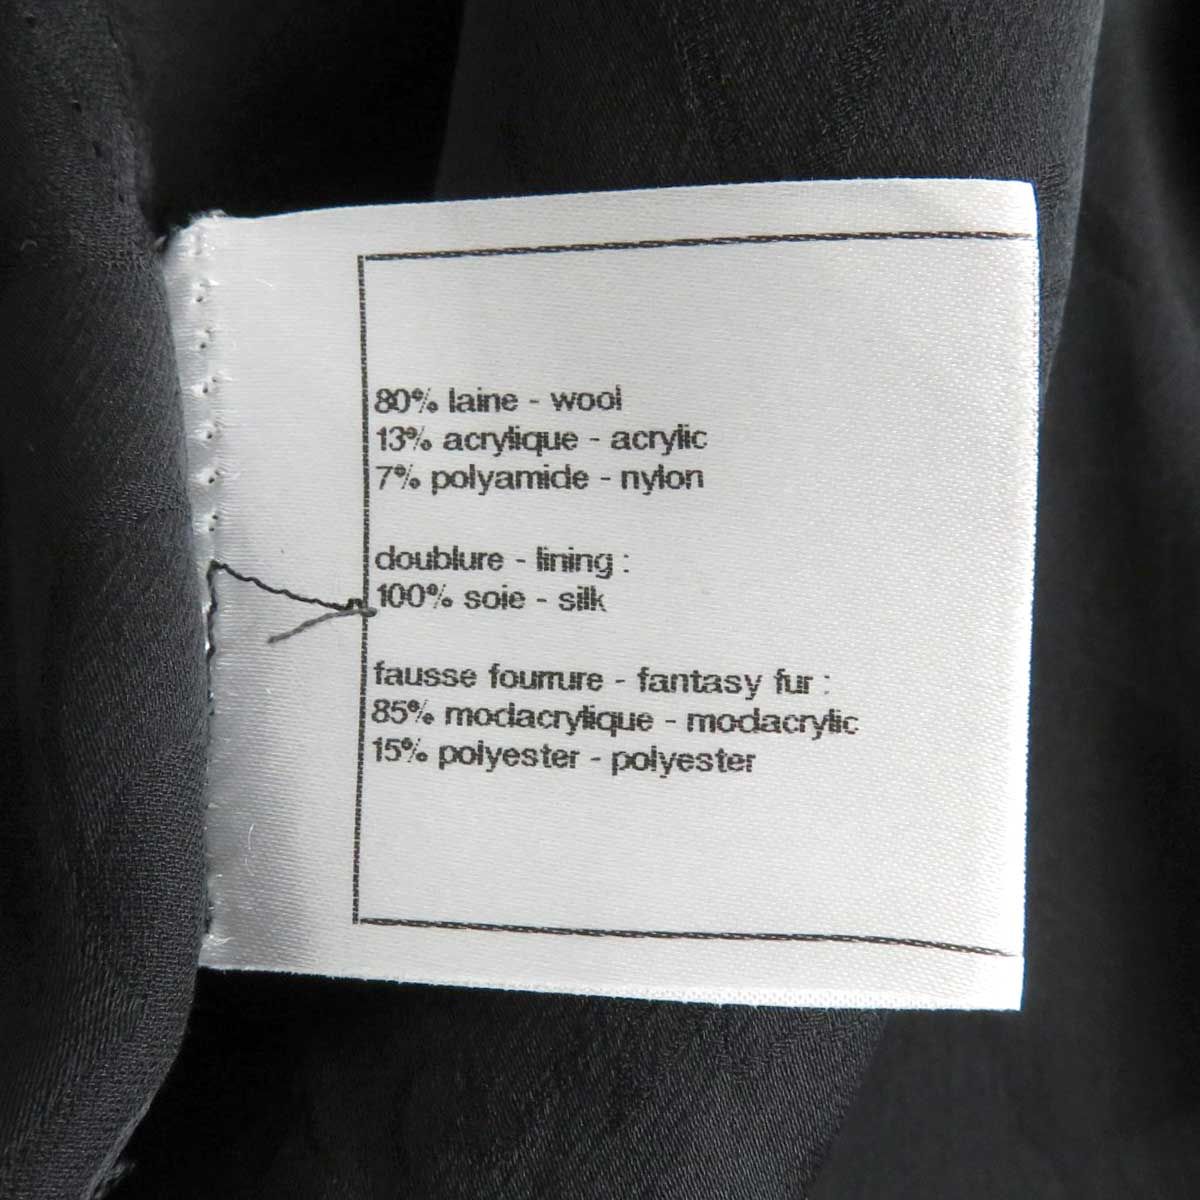 80% laine - wool
13% acrylique - acrylic
7% polyamide - nylon
doublure - lining :
100% soie - silk
fausse fourrure - fantasy fur :
85% modacrylique - modacrylic
15% polyester - polyester